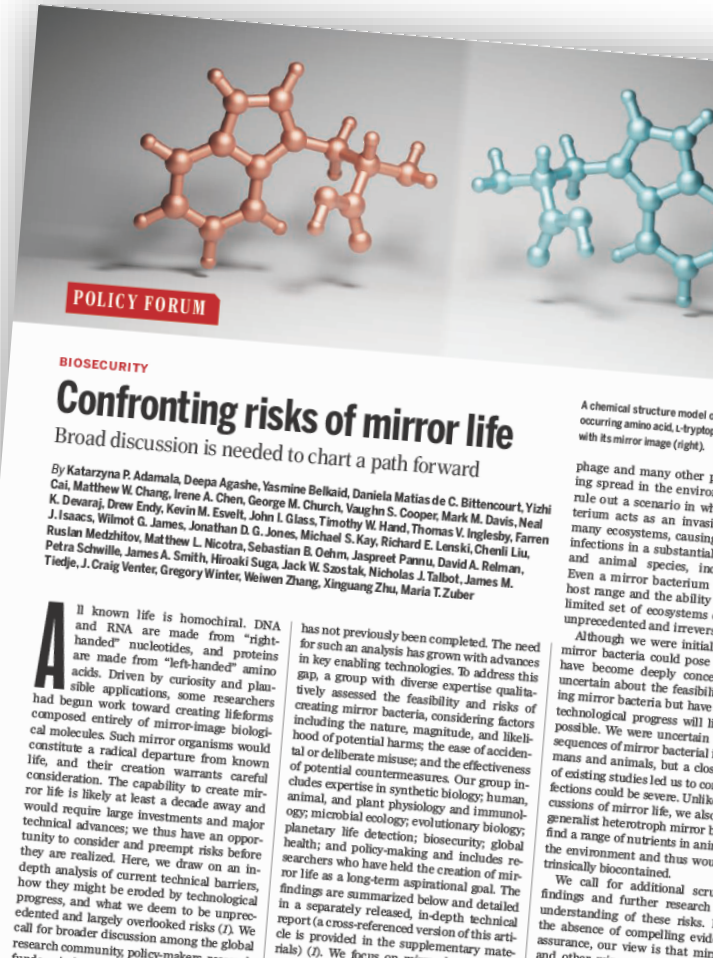 POLICY FORUM
BIOSECURITY
Confronting risks of mirror life
Broad discussion is needed to chart a path forward
By Katarzyna P. Adamala, Deepa Agashe, Yasmine Belkaid, Daniela Matias de C. Bittencourt, Yizhi
Cai, Matthew W. Chang, Irene A. Chen, George M. Church, Vaughn S. Cooper, Mark M. Davis, Neal
K. Devaraj, Drew Endy, Kevin M. Esvelt, John I. Glass, Timothy W. Hand, Thomas V. Inglesby, Farren
J. Isaacs, Wilmot G. James, Jonathan D. G. Jones, Michael S. Kay, Richard E. Lenski, Chenli Liu,
Ruslan Medzhitov, Matthew L. Nicotra, Sebastian B. Oehm, Jaspreet Pannu, David A. Relman,
Petra Schwille, James A. Smith, Hiroaki Suga, Jack W. Szostak, Nicholas J. Talbot, James M.
Tiedje, J. Craig Venter, Gregory Winter, Weiwen Zhang, Xinguang Zhu, Maria T. Zuber
All known life is homochiral. DNA
and RNA are made from “right-
handed” nucleotides, and proteins
are made from “left-handed” amino
acids. Driven by curiosity and plau-
sible applications, some researchers
had begun work toward creating lifeforms
composed entirely of mirror-image biologi-
cal molecules. Such mirror organisms would
constitute a radical departure from known
life, and their creation warrants careful
consideration. The capability to create mir-
ror life is likely at least a decade away and
would require large investments and major
technical advances; we thus have an oppor-
tunity to consider and preempt risks before
they are realized. Here, we draw on an in-
depth analysis of current technical barriers,
how they might be eroded by technological
progress, and what we deem to be unprec-
edented and largely overlooked risks (1). We
call for broader discussion among the global
research community, policy-makers,
has not previously been completed. The need
for such an analysis has grown with advances
in key enabling technologies. To address this
gap, a group with diverse expertise qualita-
tively assessed the feasibility and risks of
creating mirror bacteria, considering factors
including the nature, magnitude, and likeli-
hood of potential harms; the ease of acciden-
tal or deliberate misuse; and the effectiveness
of potential countermeasures. Our group in-
cludes expertise in synthetic biology; human,
animal, and plant physiology and immunol-
ogy; microbial ecology; evolutionary biology;
planetary life detection; biosecurity; global
health; and policy-making and includes re-
searchers who have held the creation of mir-
ror life as a long-term aspirational goal. The
findings are summarized below and detailed
in a separately released, in-depth technical
report (a cross-referenced version of this arti-
cle is provided in the supplementary mate-
rials) (1). We focus on
A chemical structure model
occurring amino acid, L-tryptop
with its mirror image (right).
phage and many other
ing spread in the enviro
rule out a scenario in wh
terium acts as an invasi
many ecosystems, causing
infections in a substantial
and animal species, inc
Even a mirror bacterium
host range and the ability
limited set of ecosystems
unprecedented and irrevers
Although we were initial
mirror bacteria could pose
have become deeply conce
uncertain about the feasibili
ing mirror bacteria but have
technological progress will li
possible. We were uncertain
sequences of mirror bacterial
mans and animals, but a clos
of existing studies led us to con
fections could be severe. Unlik
cussions of mirror life, we also
generalist heterotroph mirror b
find a range of nutrients in anim
the environment and thus wou
trinsically biocontained.
We call for additional scru
findings and further research
understanding of these risks.
the absence of compelling evid
assurance, our view is that mir
and other